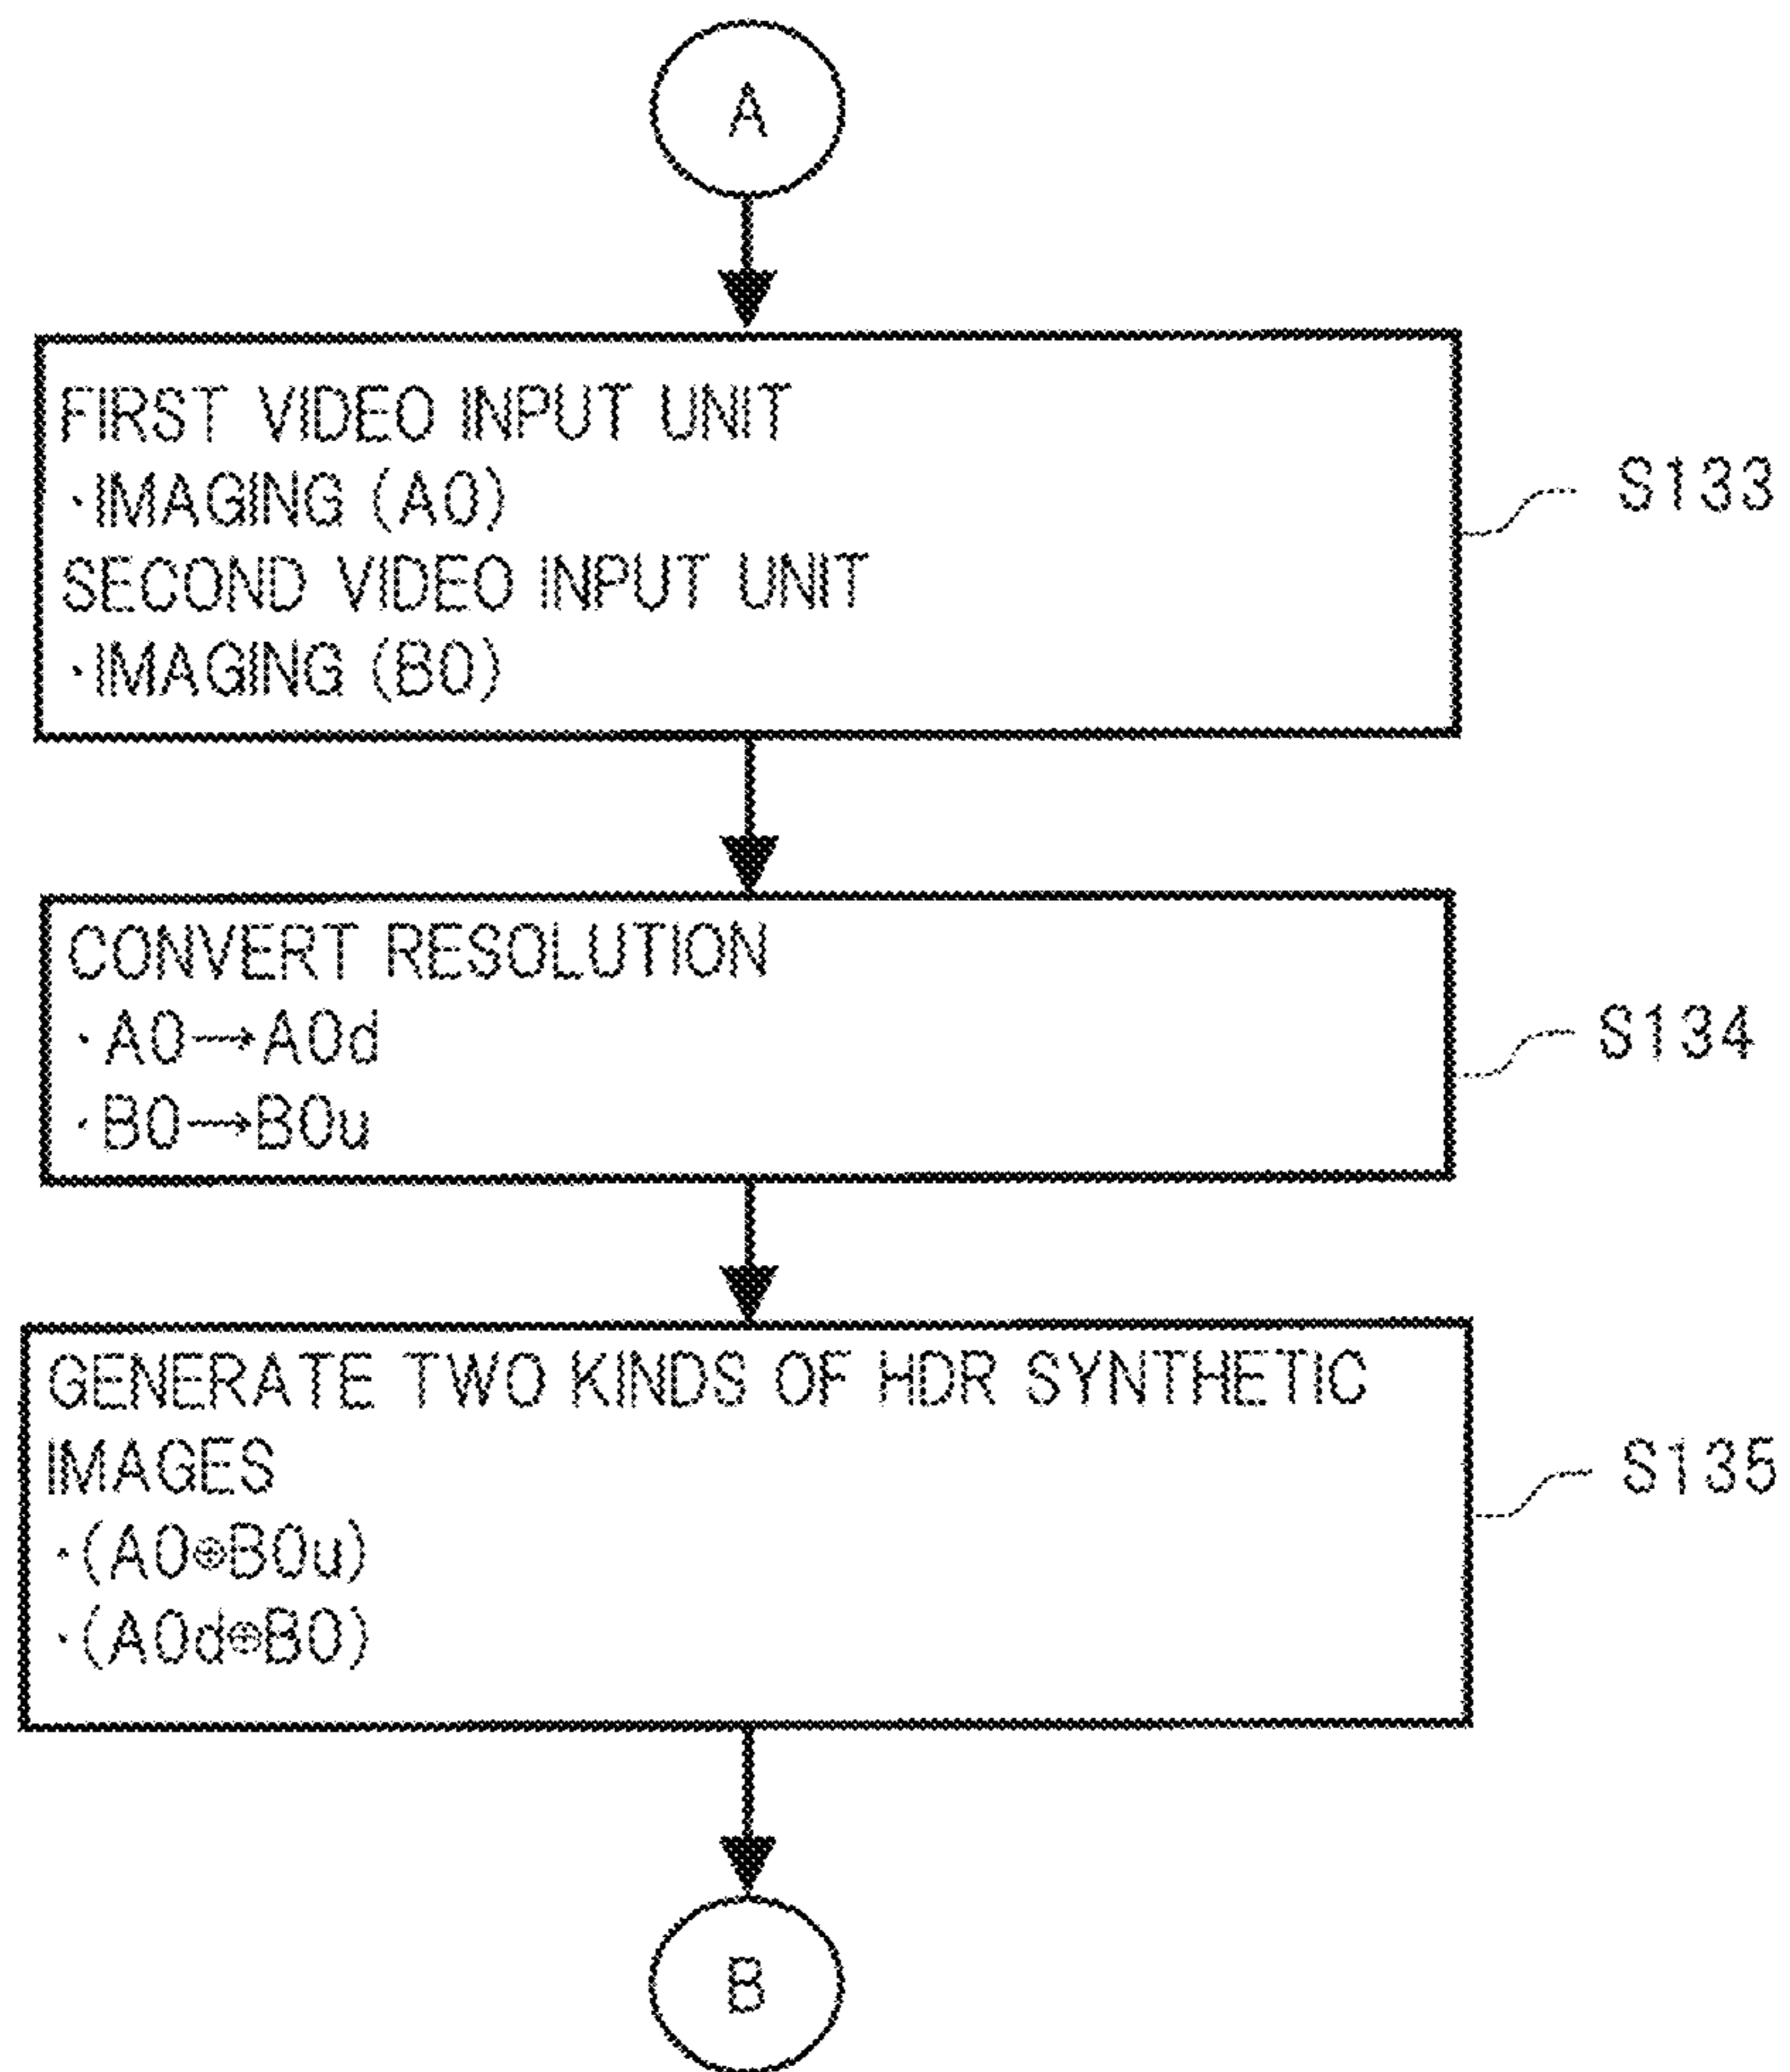 A
FIRST VIDEO INPUT UNIT
·IMAGING (A0)
S133
SECOND VIDEO INPUT UNIT
·IMAGING (B0)
CONVERT RESOLUTION
·A0→A0d
S134
·B0→B0u
GENERATE TWO KINDS OF HDR SYNTHETIC
IMAGES
S135
·(A0⊕B0u)
·(A0d⊕B0)
B